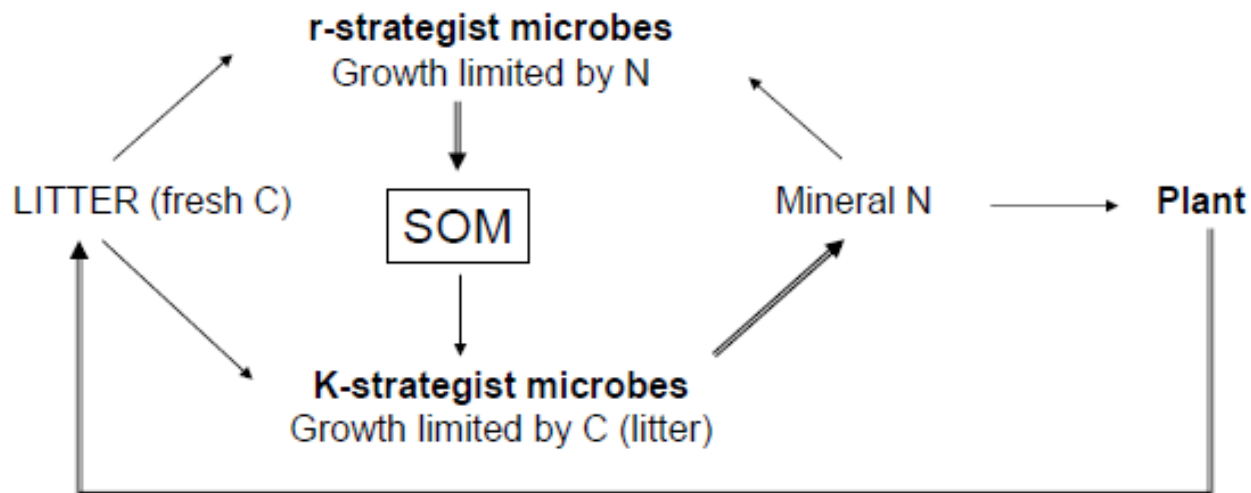 r-strategist microbes
Growth limited by N
LITTER (fresh C)
SOM
Mineral N
Plant
K-strategist microbes
Growth limited by C (litter)